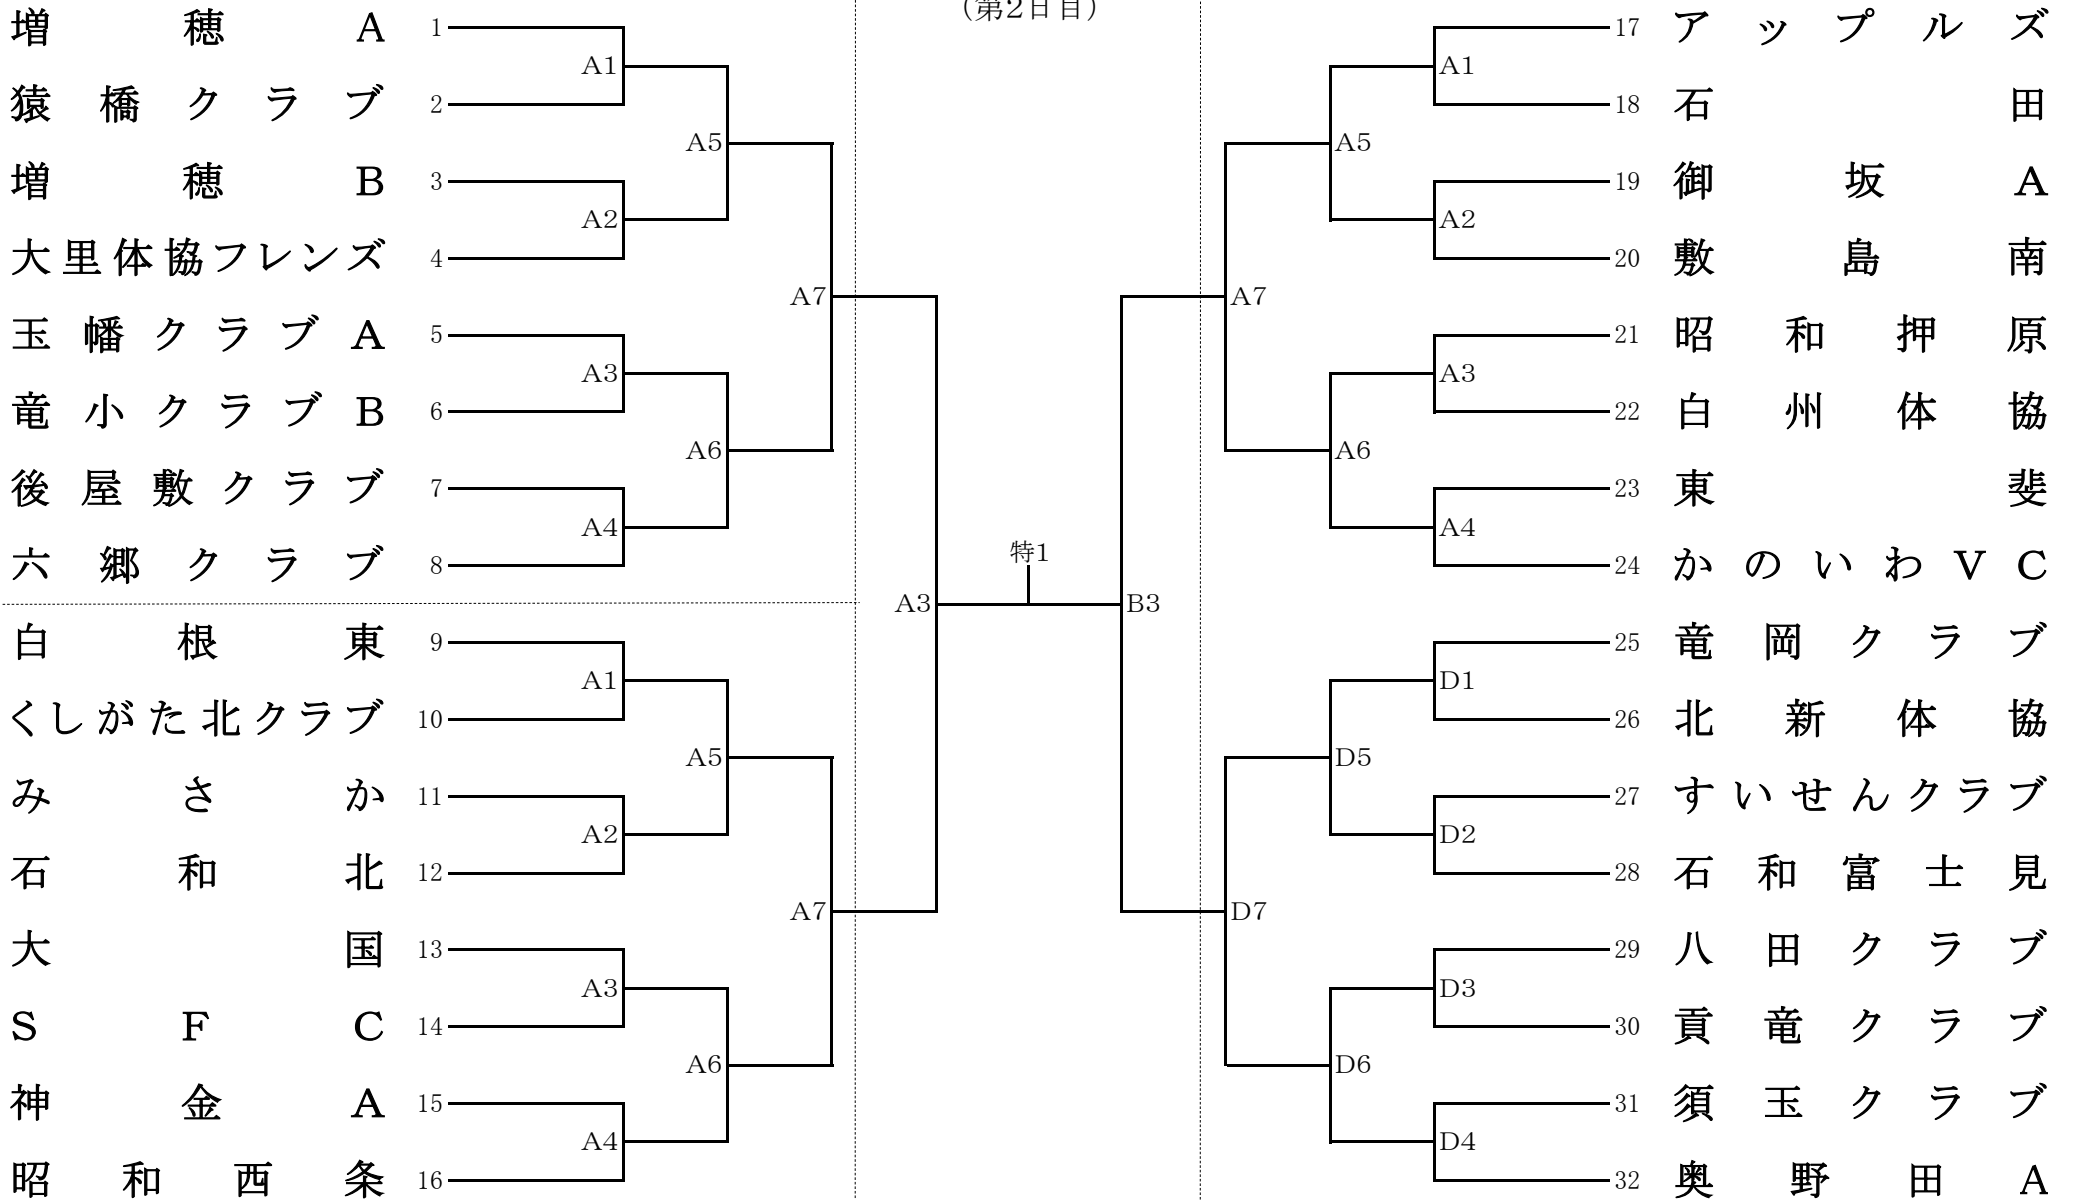 (第2日目)
増穂A 1
A1
猿橋クラブ 2
A5
増穂B 3
A2
大里体協フレンズ 4
A7
玉幡クラブA 5
A3
竜小クラブB 6
A6
後屋敷クラブ 7
A4
六郷クラブ 8
A3
白根東 9
A1
くしがた北クラブ 10
A5
みさか 11
A2
石和北 12
A7
大国 13
A3
SFC 14
A6
神金A 15
A4
昭和西条 16
特1
B3
17 アップルズ
A1
18 石田
A5
19 御坂A
A2
20 敷島南
A7
21 昭和押原
A3
22 白州体協
A6
23 東斐
A4
24 かのいわVC
25 竜岡クラブ
D1
26 北新体協
D5
27 すいせんクラブ
D2
28 石和富士見
D7
29 八田クラブ
D3
30 貢竜クラブ
D6
31 須玉クラブ
D4
32 奥野田A